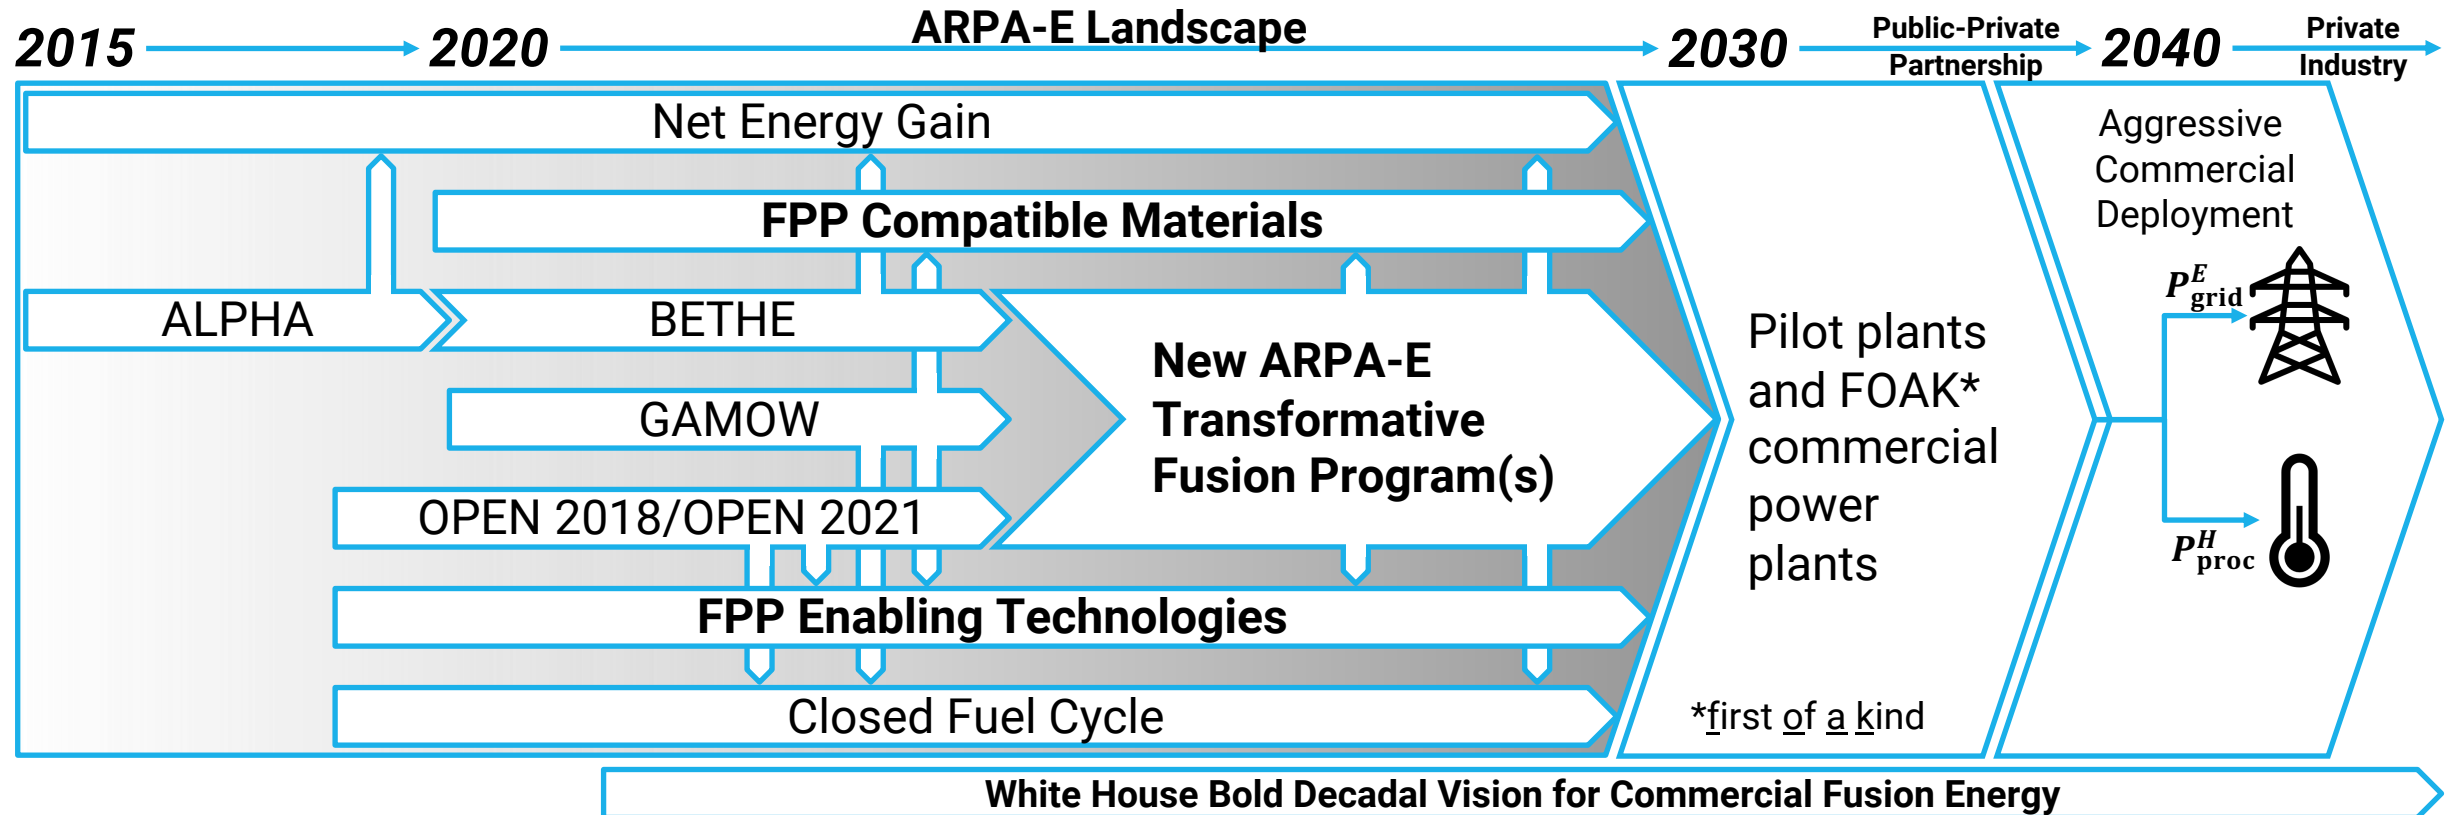 2015
2020
ARPA-E Landscape
2030
Public-Private
Partnership
2040
Private
Industry
Net Energy Gain
FPP Compatible Materials
ALPHA
BETHE
GAMOW
OPEN 2018/OPEN 2021
New ARPA-E
Transformative
Fusion Program(s)
FPP Enabling Technologies
Closed Fuel Cycle
Pilot plants
and FOAK*
commercial
power
plants
*first of a kind
Aggressive
Commercial
Deployment
P^E_grid
P^H_proc
White House Bold Decadal Vision for Commercial Fusion Energy